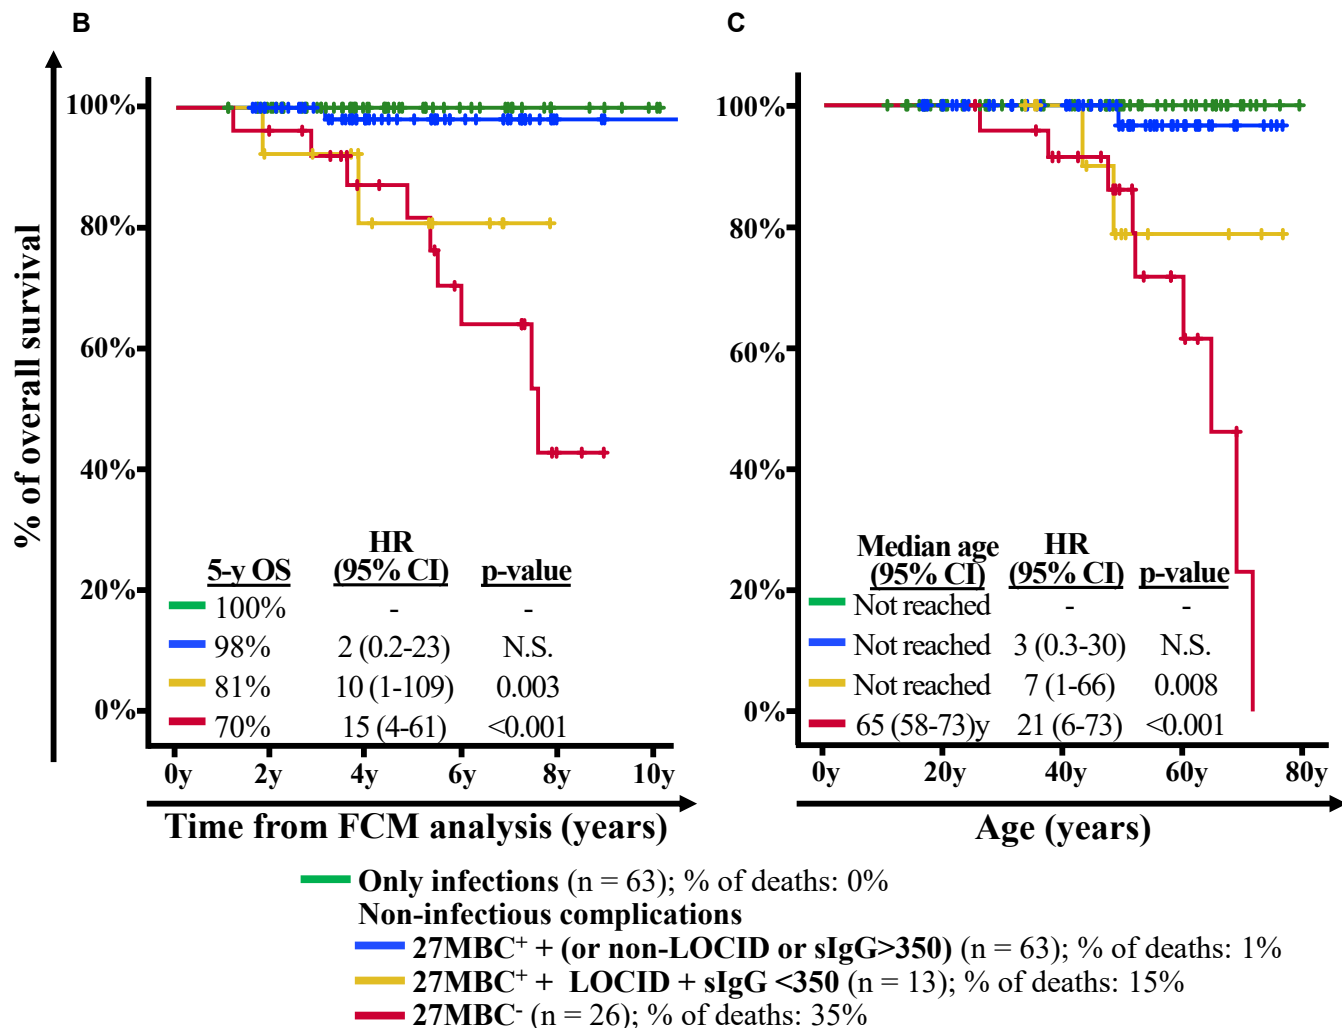 B
C
% of overall survival
100%
80%
60%
40%
20%
0%
5-y OS HR (95% CI) p-value
100% - -
98% 2 (0.2-23) N.S.
81% 10 (1-109) 0.003
70% 15 (4-61) <0.001
0y 2y 4y 6y 8y 10y
Time from FCM analysis (years)
100%
80%
60%
40%
20%
0%
Median age (95% CI) HR (95% CI) p-value
Not reached - -
Not reached 3 (0.3-30) N.S.
Not reached 7 (1-66) 0.008
65 (58-73)y 21 (6-73) <0.001
0y 20y 40y 60y 80y
Age (years)
Only infections (n = 63); % of deaths: 0%
Non-infectious complications
27MBC⁺ + (or non-LOCID or sIgG>350) (n = 63); % of deaths: 1%
27MBC⁺ + LOCID + sIgG <350 (n = 13); % of deaths: 15%
27MBC⁻ (n = 26); % of deaths: 35%